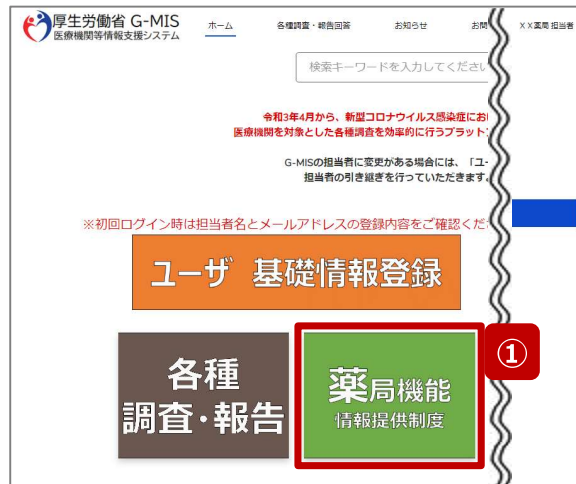 厚生労働省 G-MIS
医療機関等情報支援システム
ホーム
各種調査・報告回答
お知らせ
お問
××薬局 担当者
検索キーワードを入力してください
令和3年4月から、新型コロナウイルス感染症にお
医療機関を対象とした各種調査を効率的に行うプラット
G-MISの担当者に変更がある場合には、「ユー
担当者の引き継ぎを行っていただきます。
※初回ログイン時は担当者名とメールアドレスの登録内容をご確認くだ
ユーザ 基礎情報登録
各種
調査・報告
薬局機能
情報提供制度
①